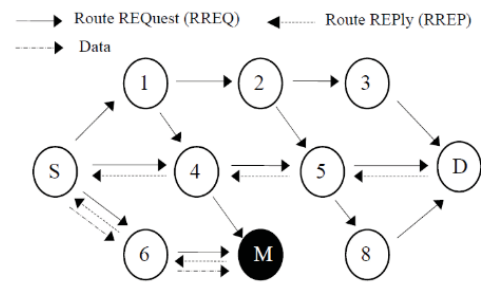 Route REQuest (RREQ)
Route REPly (RREP)
Data
1
2
3
S
4
5
D
6
M
8